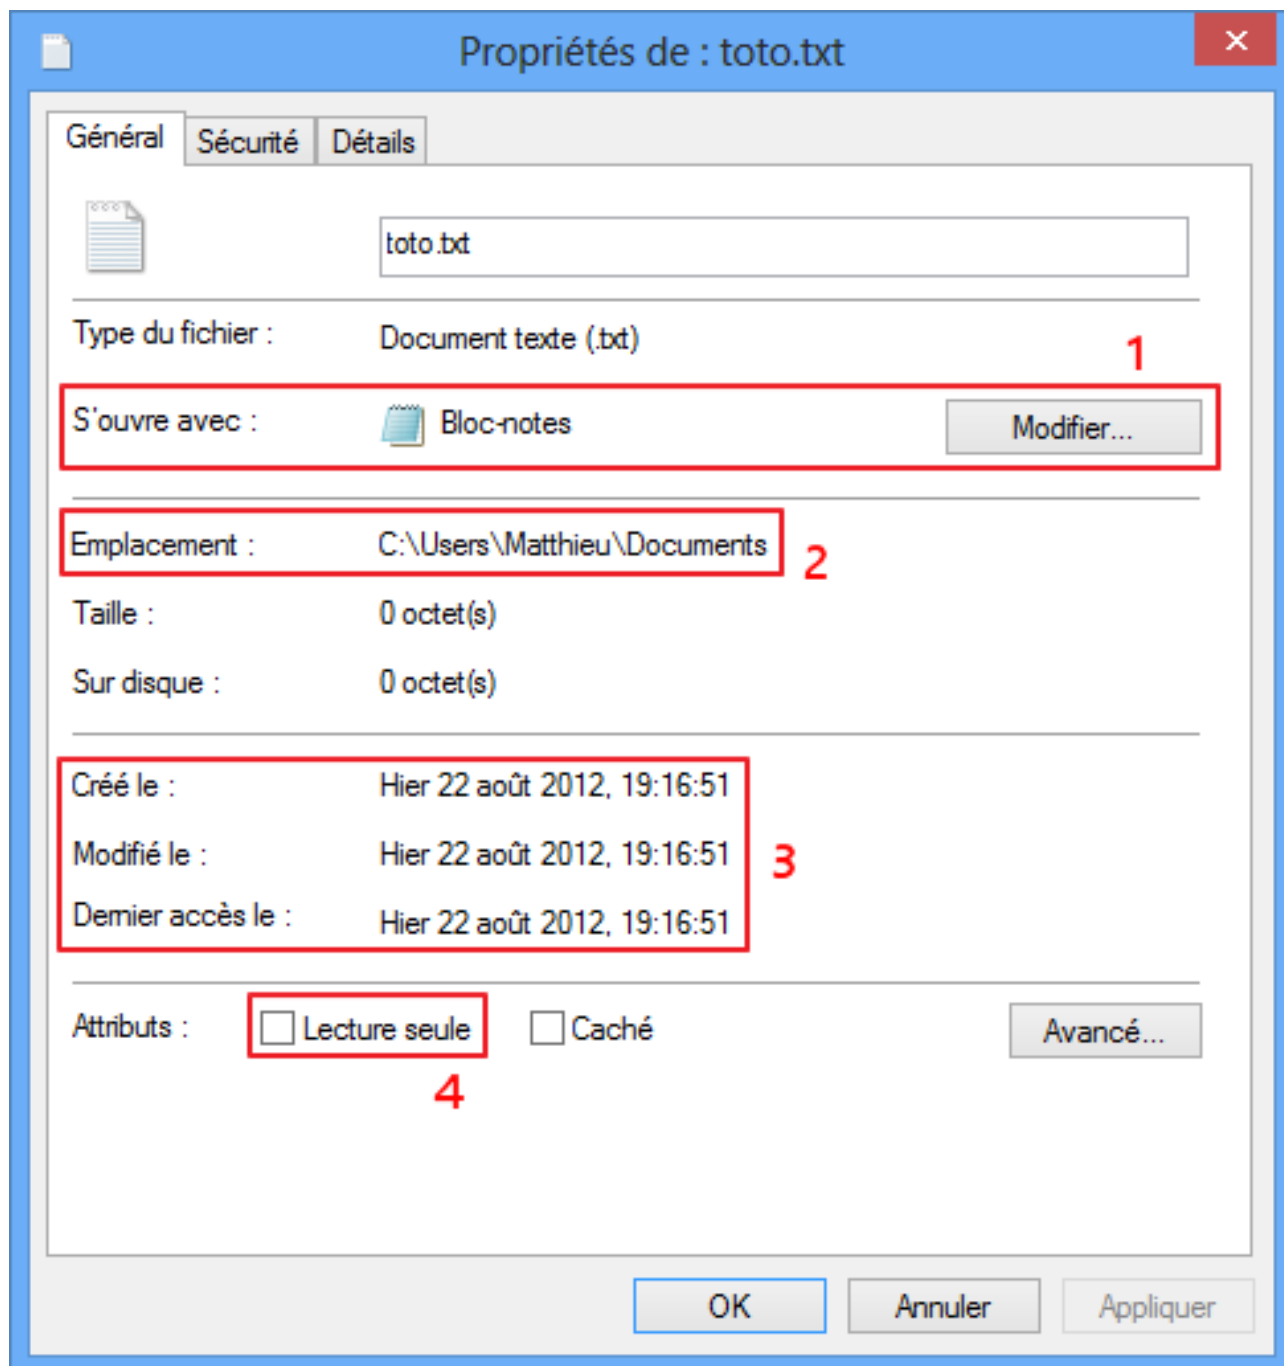 Propriétés de : toto.txt
Général Sécurité Détails
toto.txt
Type du fichier : Document texte (.txt)
1
S'ouvre avec : Bloc-notes Modifier...
Emplacement : C:\Users\Matthieu\Documents 2
Taille : 0 octet(s)
Sur disque : 0 octet(s)
Créé le : Hier 22 août 2012, 19:16:51
Modifié le : Hier 22 août 2012, 19:16:51 3
Dernier accès le : Hier 22 août 2012, 19:16:51
Attributs : Lecture seule Caché Avancé...
4
OK Annuler Appliquer